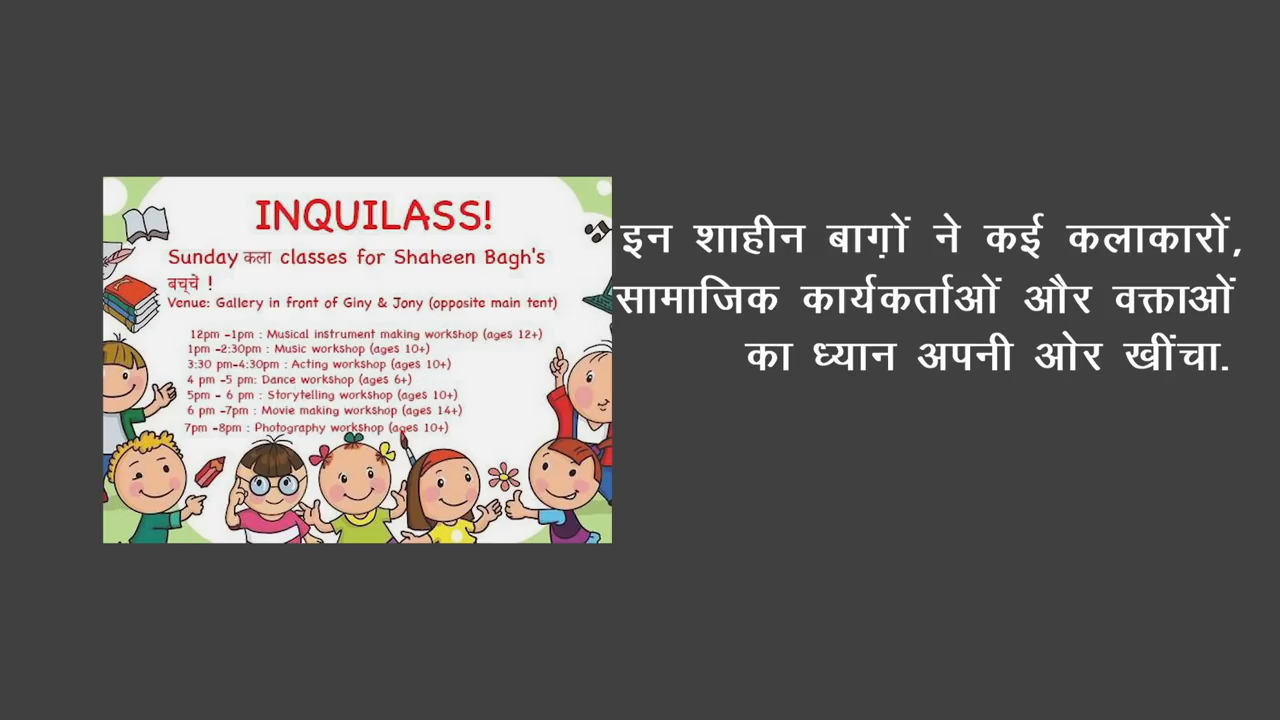 INQUILASS!
Sunday कला classes for Shaheen Bagh's
बच्चें !
Venue: Gallery in front of Giny & Jony (opposite main tent)
12pm -1pm : Musical instrument making workshop (ages 12+)
1pm -2:30pm : Music workshop (ages 10+)
3:30 pm-4:30pm : Acting workshop (ages 10+)
4 pm -5 pm: Dance workshop (ages 6+)
5pm - 6 pm : Storytelling workshop (ages 10+)
6 pm -7pm : Movie making workshop (ages 14+)
7pm -8pm : Photography workshop (ages 10+)
इन शाहीन बाग़ों ने कई कलाकारों,
सामाजिक कार्यकर्ताओं और वक्ताओं
का ध्यान अपनी ओर खींचा.